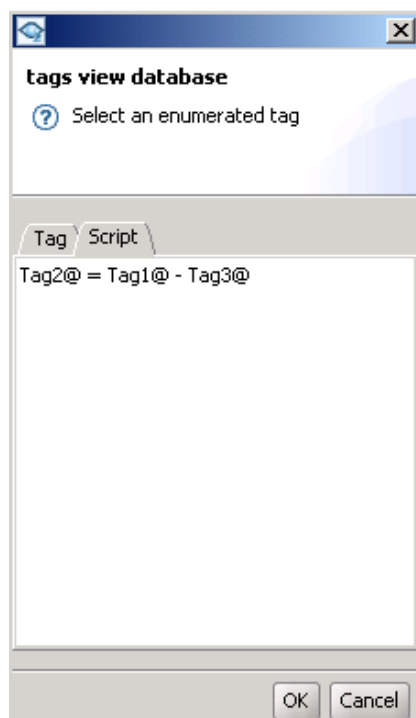 tags view database
Select an enumerated tag
Tag Script
Tag2@ = Tag1@ - Tag3@
OK Cancel